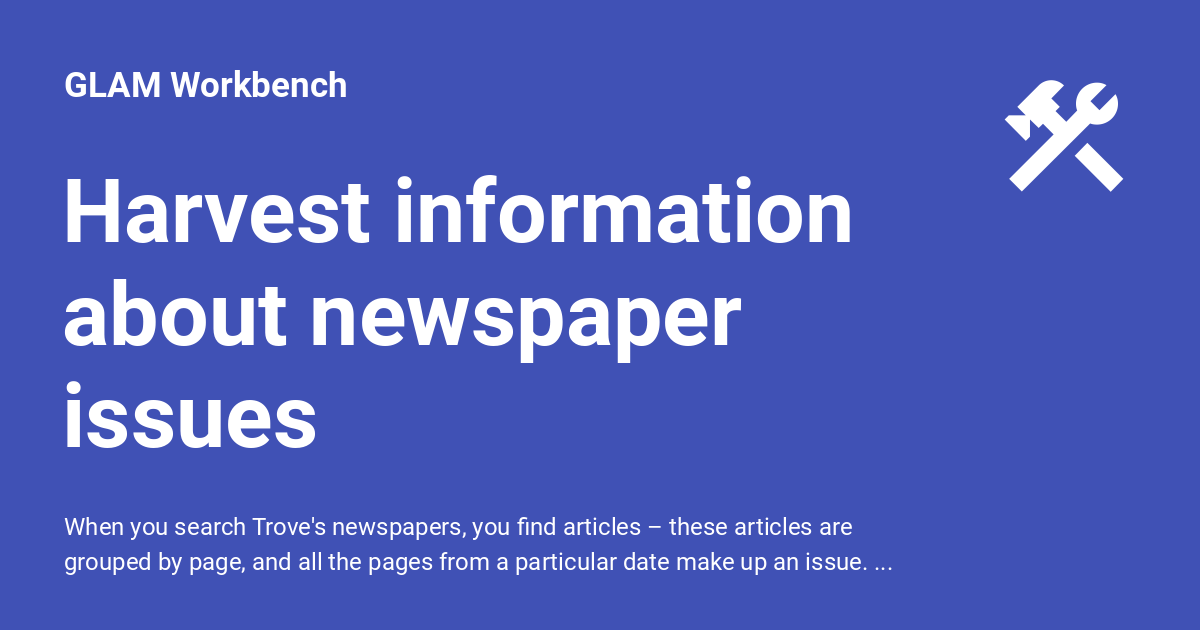 GLAM Workbench
Harvest information
about newspaper
issues
When you search Trove's newspapers, you find articles – these articles are
grouped by page, and all the pages from a particular date make up an issue. ...